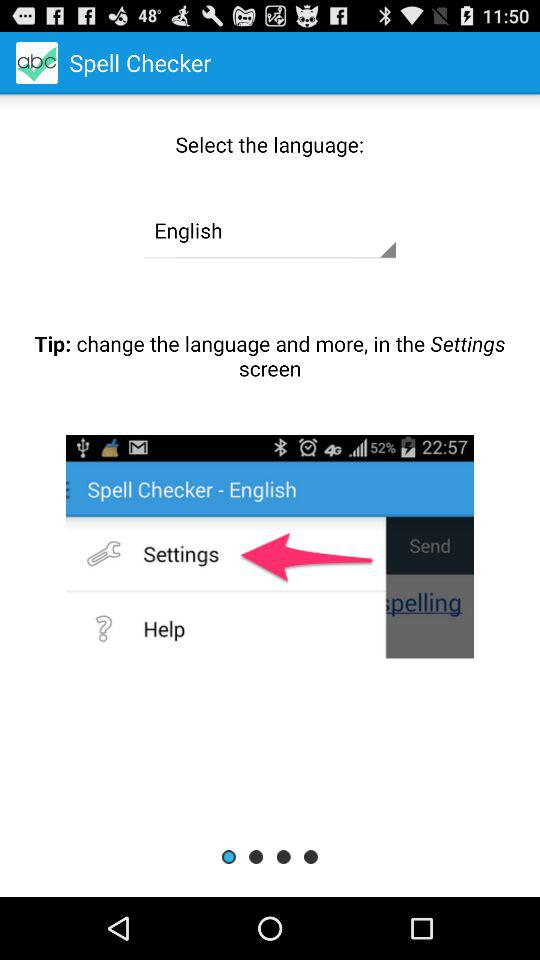 48° 11:50
abc Spell Checker
Select the language:
English
Tip: change the language and more, in the Settings
screen
4G 52% 22:57
Spell Checker - English
Settings
Send
spelling
Help